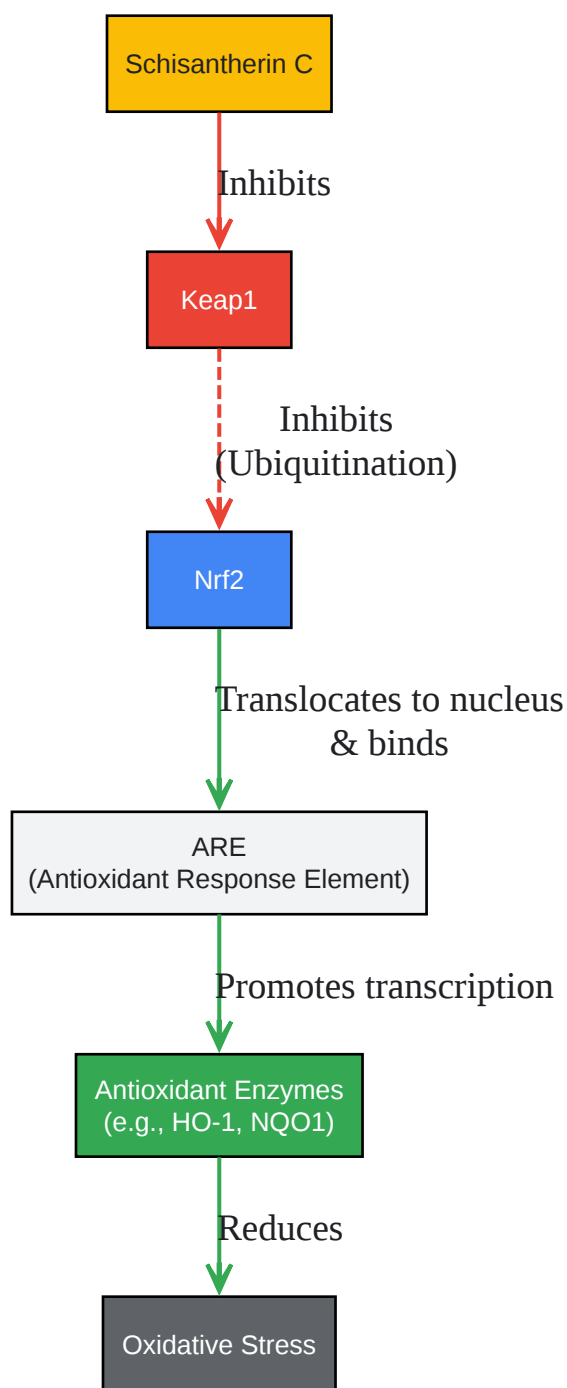 Schisantherin C
Inhibits
Keap1
Inhibits
(Ubiquitination)
Nrf2
Translocates to nucleus
& binds
ARE
(Antioxidant Response Element)
Promotes transcription
Antioxidant Enzymes
(e.g., HO-1, NQO1)
Reduces
Oxidative Stress